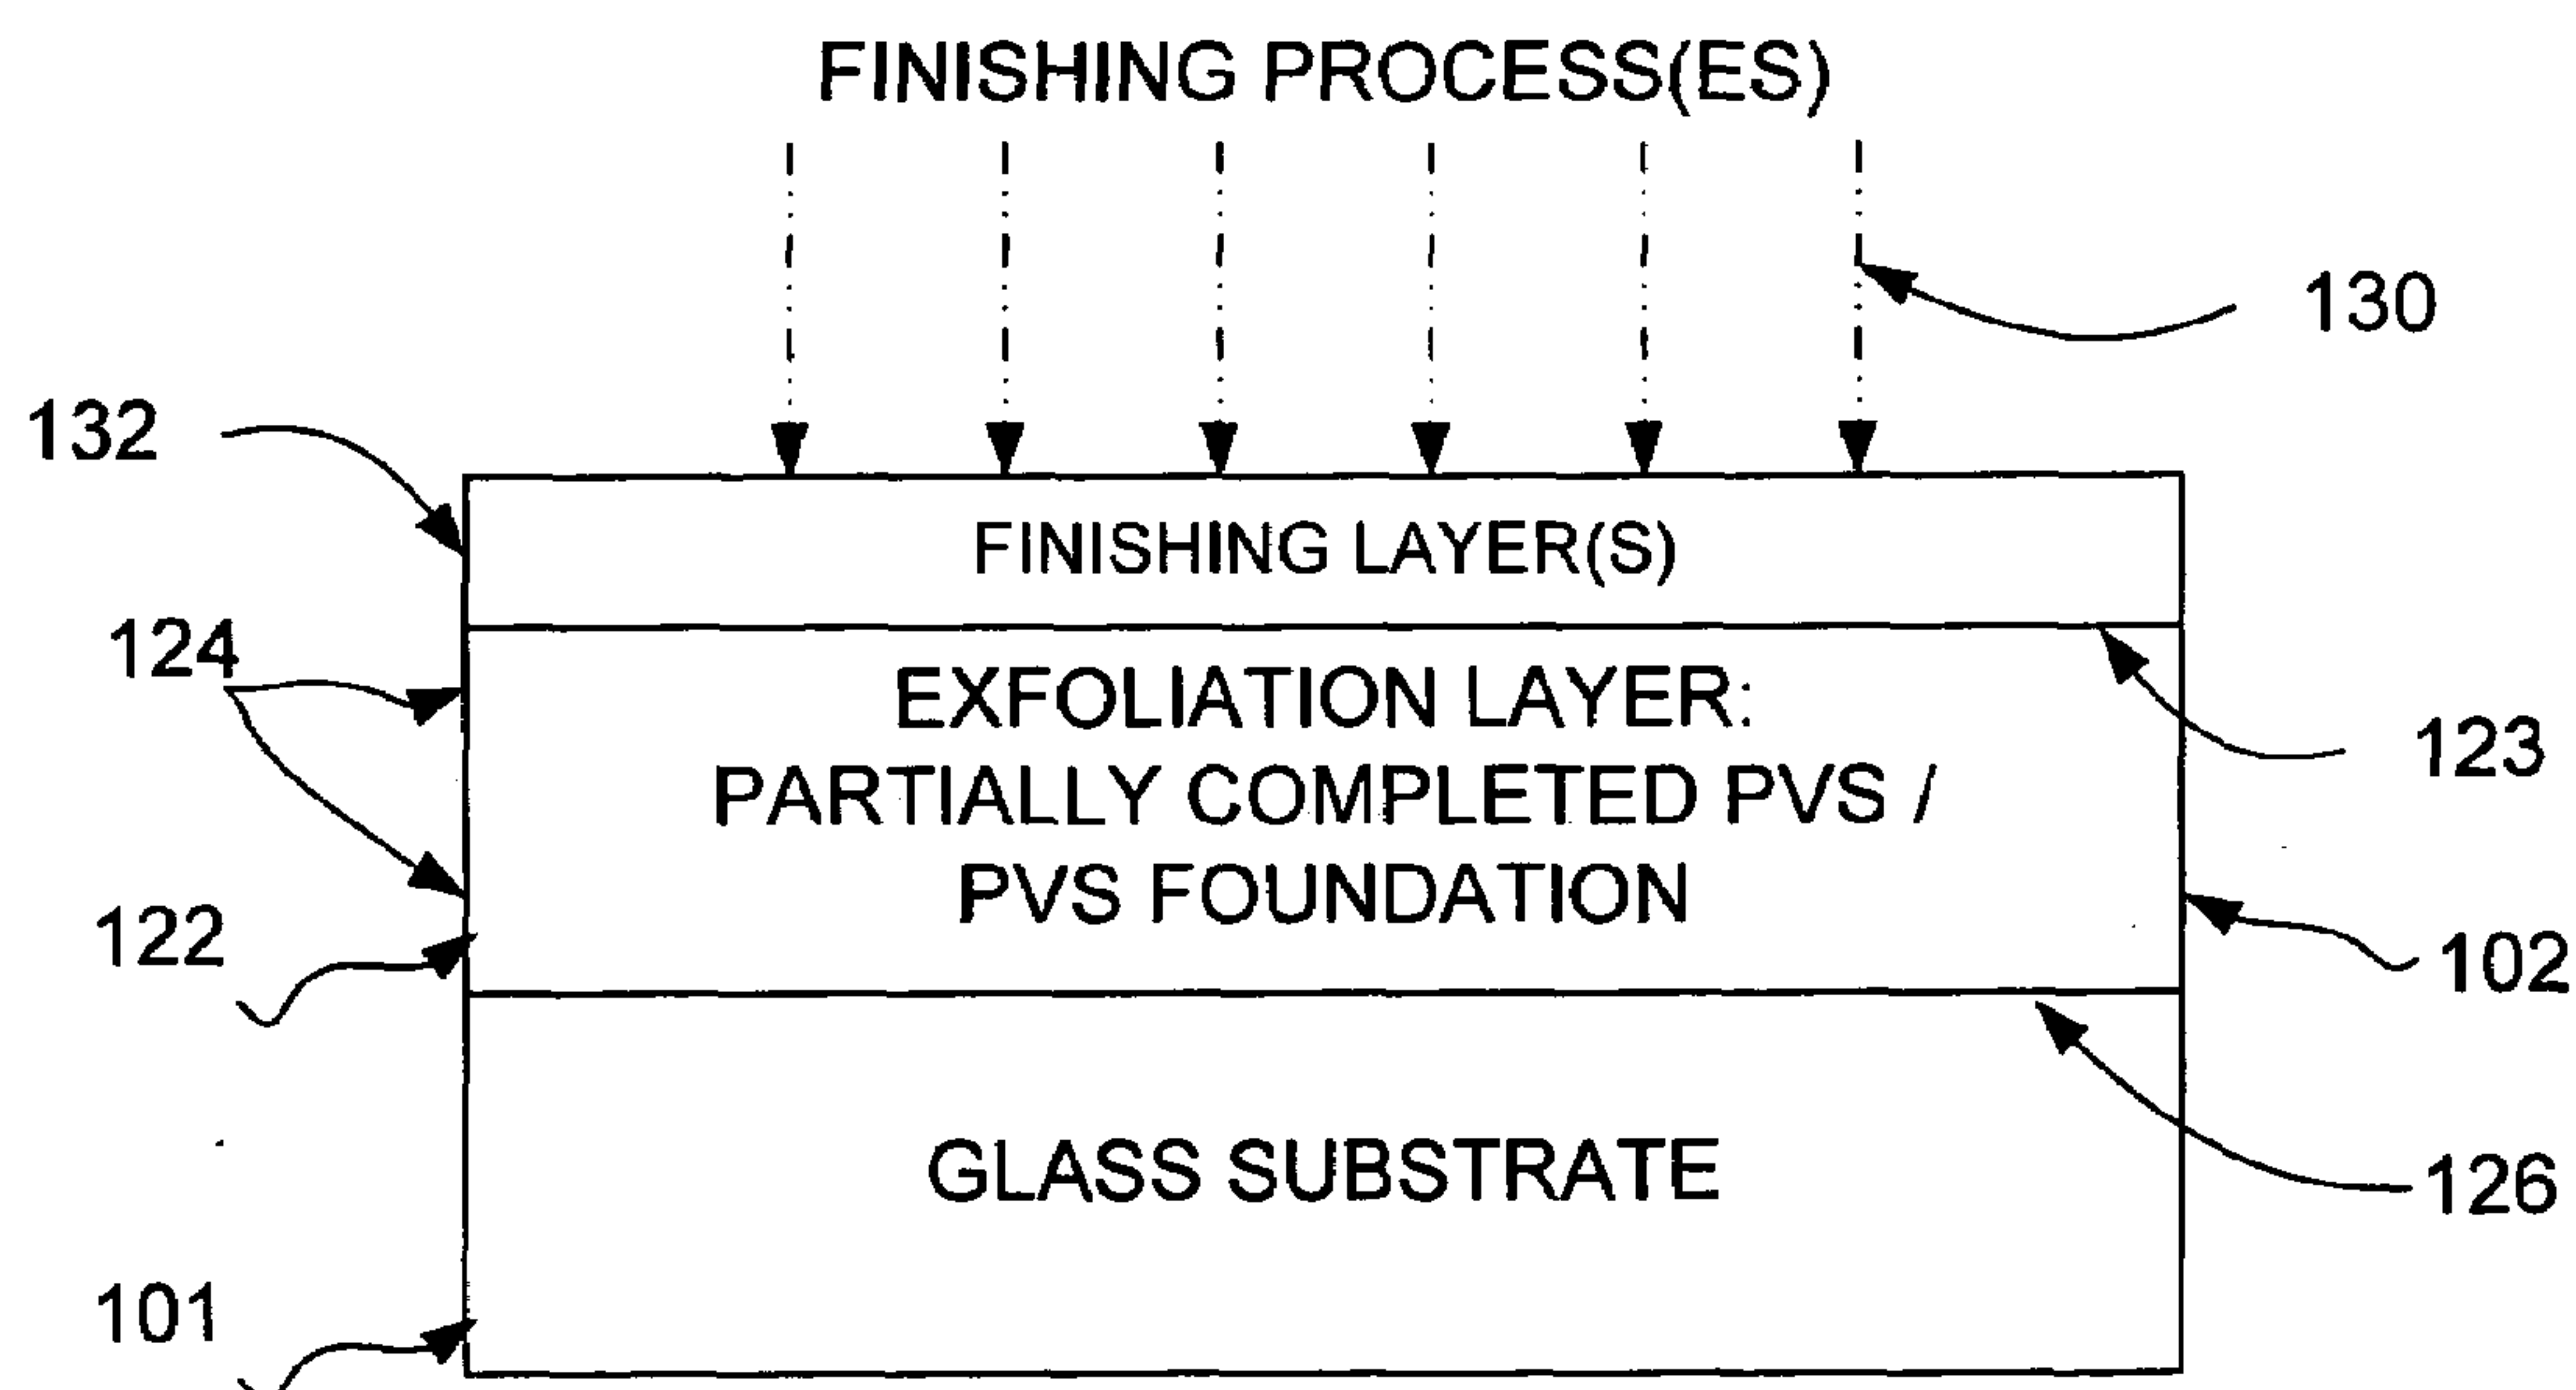 FINISHING PROCESS(ES)
130
132
FINISHING LAYER(S)
124
EXFOLIATION LAYER:
123
PARTIALLY COMPLETED PVS /
PVS FOUNDATION
122
102
GLASS SUBSTRATE
126
101